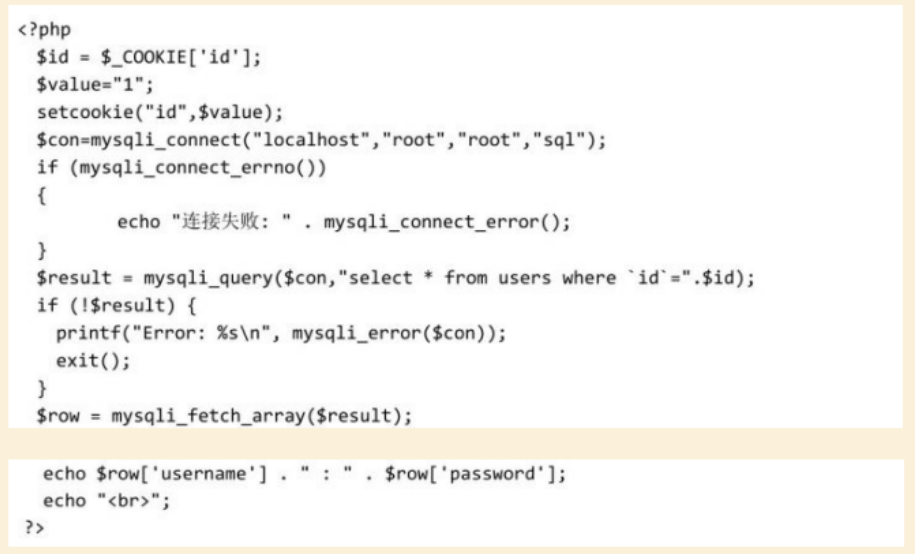 <?php
$id = $_COOKIE['id'];
$value="1";
setcookie("id",$value);
$con=mysqli_connect("localhost","root","root","sql");
if (mysqli_connect_errno())
{
echo "连接失败: " . mysqli_connect_error();
}
$result = mysqli_query($con,"select * from users where `id`=".$id);
if (!$result) {
printf("Error: %s\n", mysqli_error($con));
exit();
}
$row = mysqli_fetch_array($result);
echo $row['username'] . " : " . $row['password'];
echo "<br>";
?>